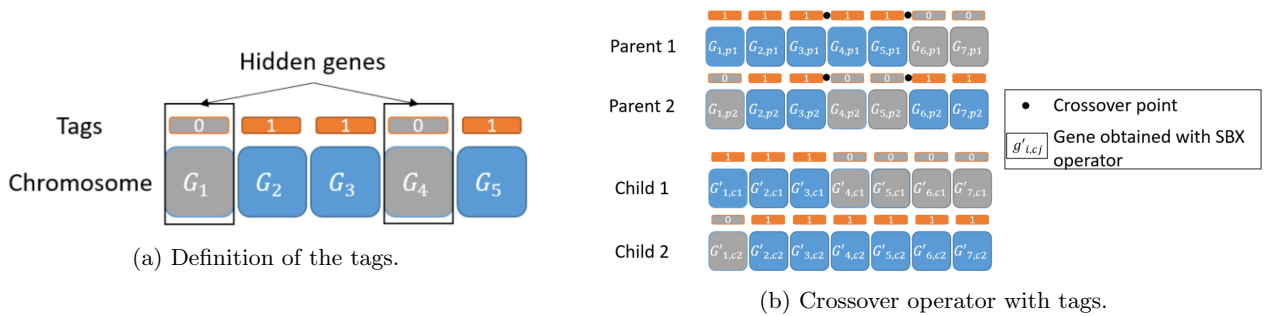 Hidden genes
Tags 0 1 1 0 1
Chromosome G₁ G₂ G₃ G₄ G₅
(a) Definition of the tags.
1 1 1 1 1 0 0
Parent 1 G₁,ₚ₁ G₂,ₚ₁ G₃,ₚ₁ G₄,ₚ₁ G₅,ₚ₁ G₆,ₚ₁ G₇,ₚ₁
0 1 1 0 0 1 1
Parent 2 G₁,ₚ₂ G₂,ₚ₂ G₃,ₚ₂ G₄,ₚ₂ G₅,ₚ₂ G₆,ₚ₂ G₇,ₚ₂
1 1 1 0 0 0 0
Child 1 G'₁,c₁ G'₂,c₁ G'₃,c₁ G'₄,c₁ G'₅,c₁ G'₆,c₁ G'₇,c₁
0 1 1 1 1 1 1
Child 2 G'₁,c₂ G'₂,c₂ G'₃,c₂ G'₄,c₂ G'₅,c₂ G'₆,c₂ G'₇,c₂
Crossover point
g'ᵢ,cⱼ Gene obtained with SBX
operator
(b) Crossover operator with tags.